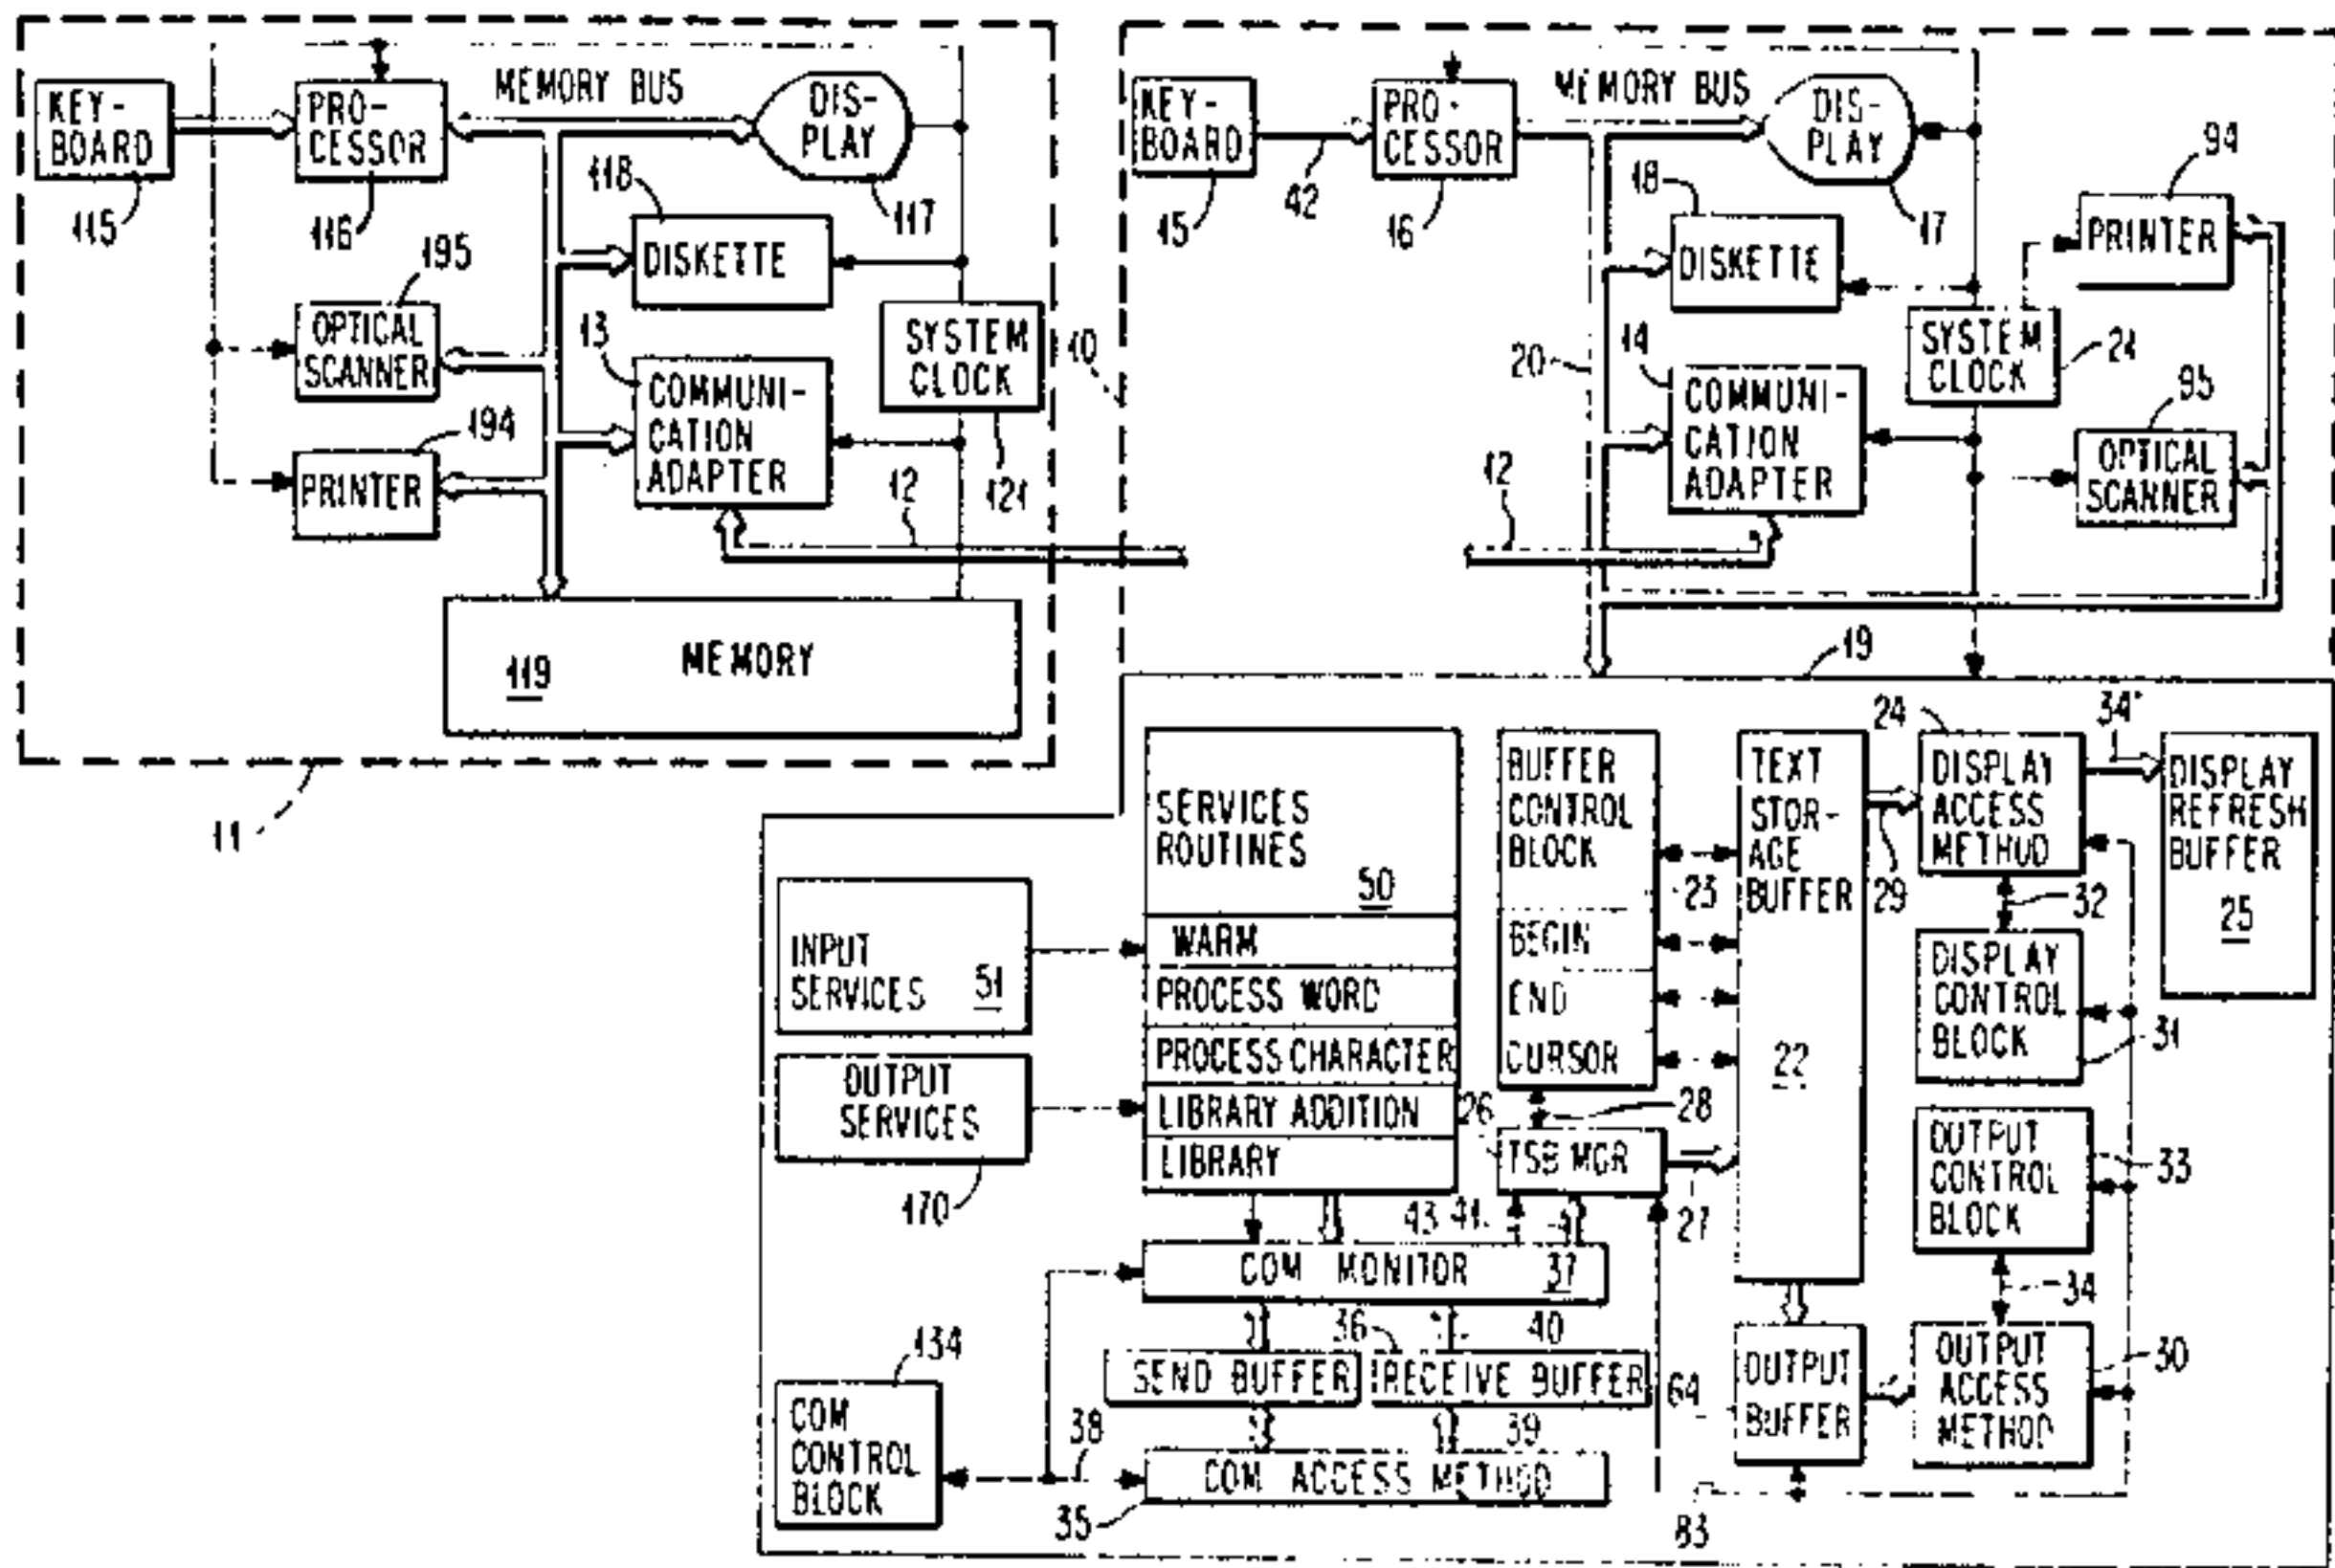 MEMORY BUS
KEY-
BOARD
115
PRO-
CESSOR
116
DIS-
PLAY
117
118
DISKETTE
195
OPTICAL
SCANNER
13
COMMUNI-
CATION
ADAPTER
SYSTEM
CLOCK
121
194
PRINTER
12
119
MEMORY
11
10
MEMORY BUS
KEY-
BOARD
15
42
PRO-
CESSOR
16
DIS-
PLAY
17
18
DISKETTE
94
PRINTER
20
14
COMMUNI-
CATION
ADAPTER
SYSTEM
CLOCK
21
95
OPTICAL
SCANNER
12
19
SERVICES
ROUTINES
50
WARM
PROCESS WORD
PROCESS CHARACTER
LIBRARY ADDITION
LIBRARY
INPUT
SERVICES
51
OUTPUT
SERVICES
170
BUFFER
CONTROL
BLOCK
BEGIN
END
CURSOR
23
26
28
TSB MGR
27
TEXT
STOR-
AGE
BUFFER
22
29
24
DISPLAY
ACCESS
METHOD
34'
DISPLAY
REFRESH
BUFFER
25
32
DISPLAY
CONTROL
BLOCK
31
OUTPUT
CONTROL
BLOCK
33
34
OUTPUT
ACCESS
METHOD
30
64
OUTPUT
BUFFER
83
43
41
COM MONITOR
37
36
40
SEND BUFFER
RECEIVE BUFFER
39
COM ACCESS METHOD
35
38
134
COM
CONTROL
BLOCK